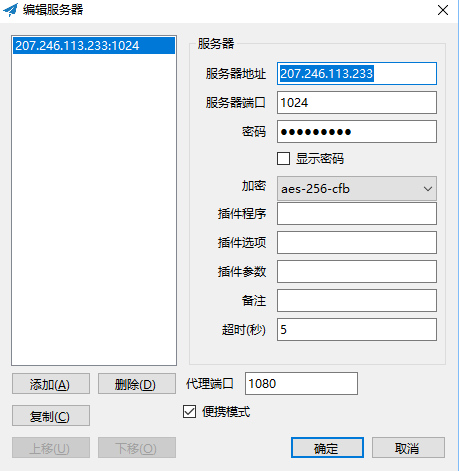 编辑服务器
207.246.113.233:1024
服务器
服务器地址 207.246.113.233
服务器端口 1024
密码 ●●●●●●●●●
显示密码
加密 aes-256-cfb
插件程序
插件选项
插件参数
备注
超时(秒) 5
添加(A) 删除(D) 代理端口 1080
复制(C) 便携模式
上移(U) 下移(O) 确定 取消